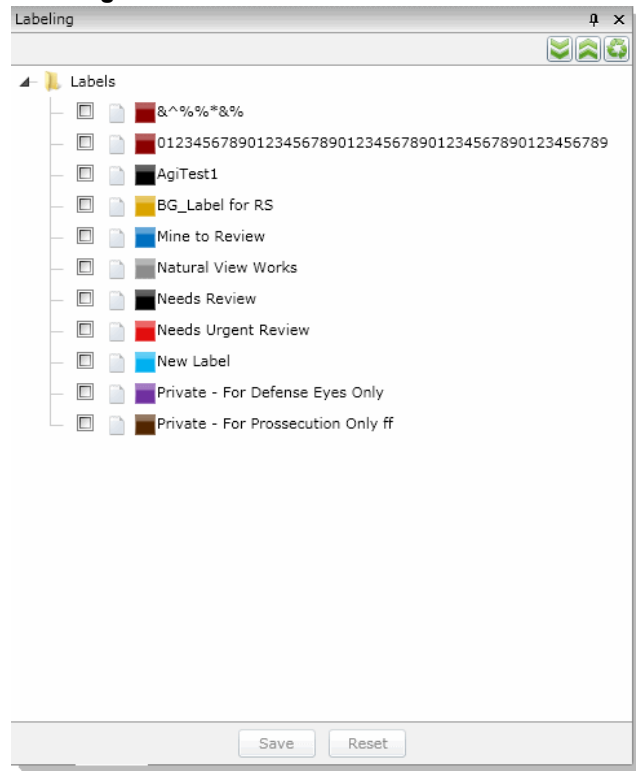 Labeling
Labels
&^%%*&%
01234567890123456789012345678901234567890123456789
AgiTest1
BG_Label for RS
Mine to Review
Natural View Works
Needs Review
Needs Urgent Review
New Label
Private - For Defense Eyes Only
Private - For Prossecution Only ff
Save Reset